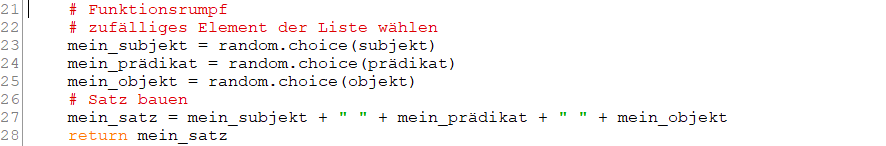 21 # Funktionsrumpf
22 # zufälliges Element der Liste wählen
23 mein_subjekt = random.choice(subjekt)
24 mein_prädikat = random.choice(prädikat)
25 mein_objekt = random.choice(objekt)
26 # Satz bauen
27 mein_satz = mein_subjekt + " " + mein_prädikat + " " + mein_objekt
28 return mein_satz